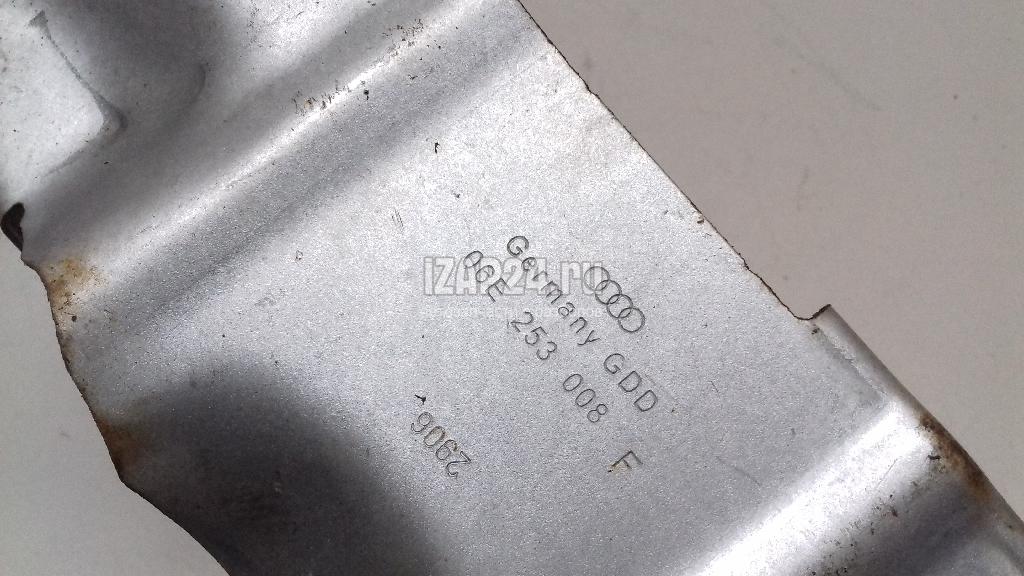 Germany GDD
06E 253 008 F
2906
IZAP24.ru